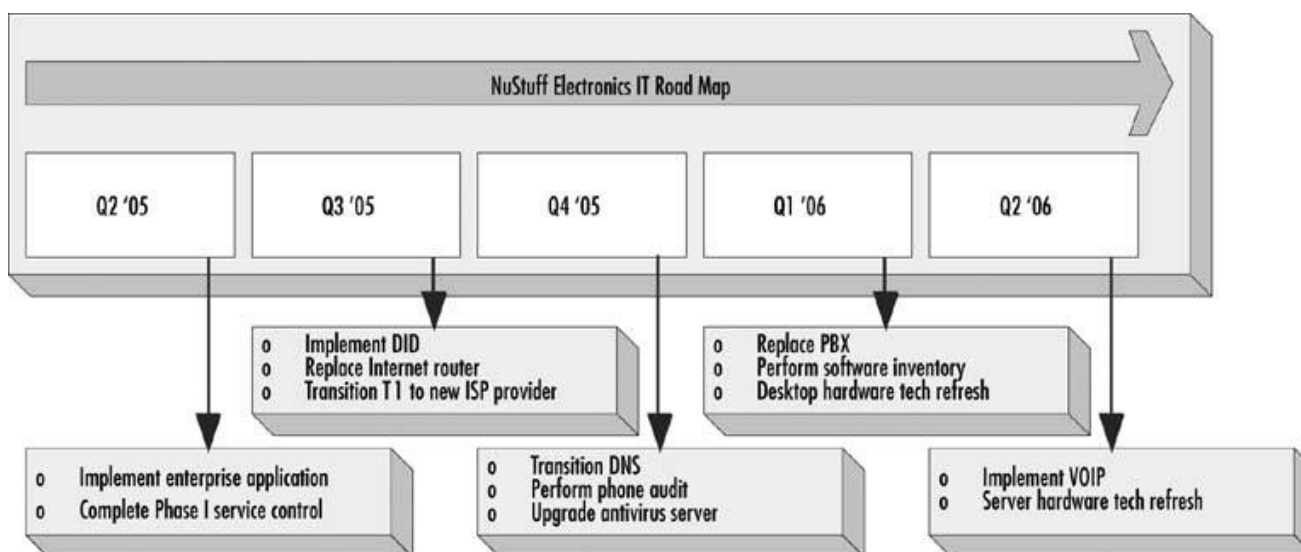 NuStuff Electronics IT Road Map
Q2 '05
Q3 '05
Q4 '05
Q1 '06
Q2 '06
o Implement DID
o Replace Internet router
o Transition T1 to new ISP provider
o Replace PBX
o Perform software inventory
o Desktop hardware tech refresh
o Implement enterprise application
o Complete Phase I service control
o Transition DNS
o Perform phone audit
o Upgrade antivirus server
o Implement VOIP
o Server hardware tech refresh